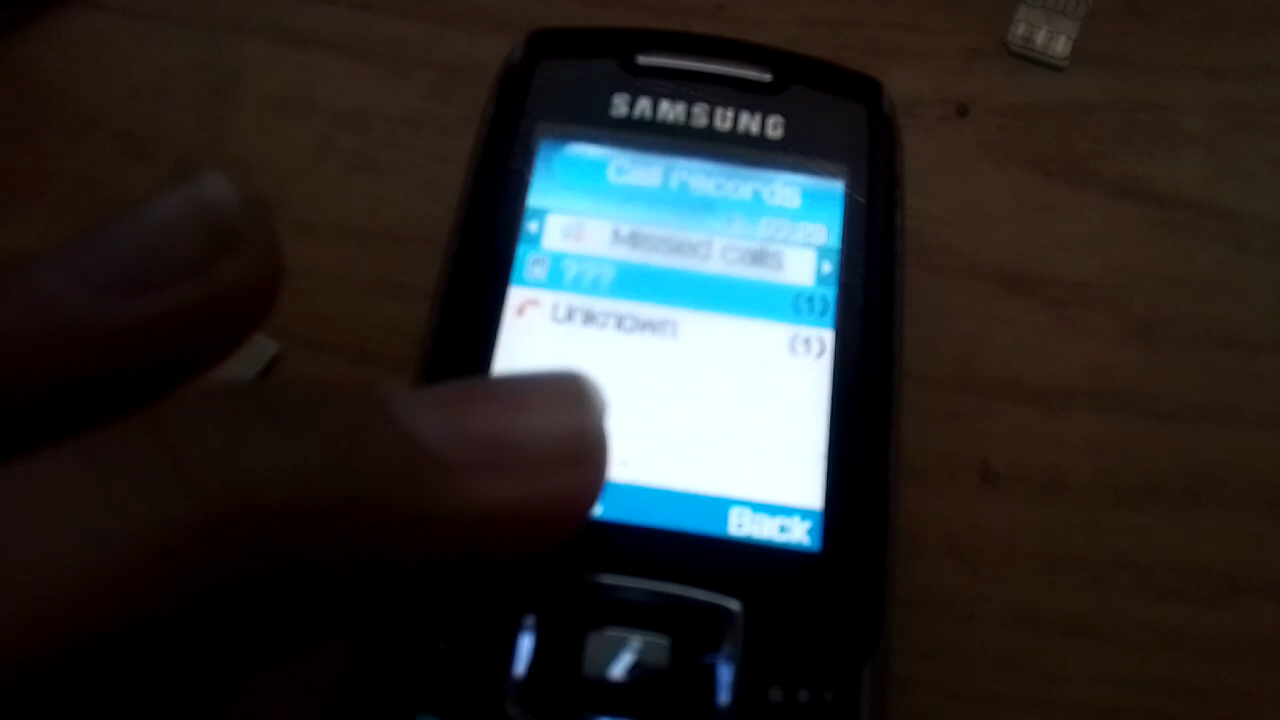 SAMSUNG
Call records
Missed calls
??? (1)
Unknown (1)
Back